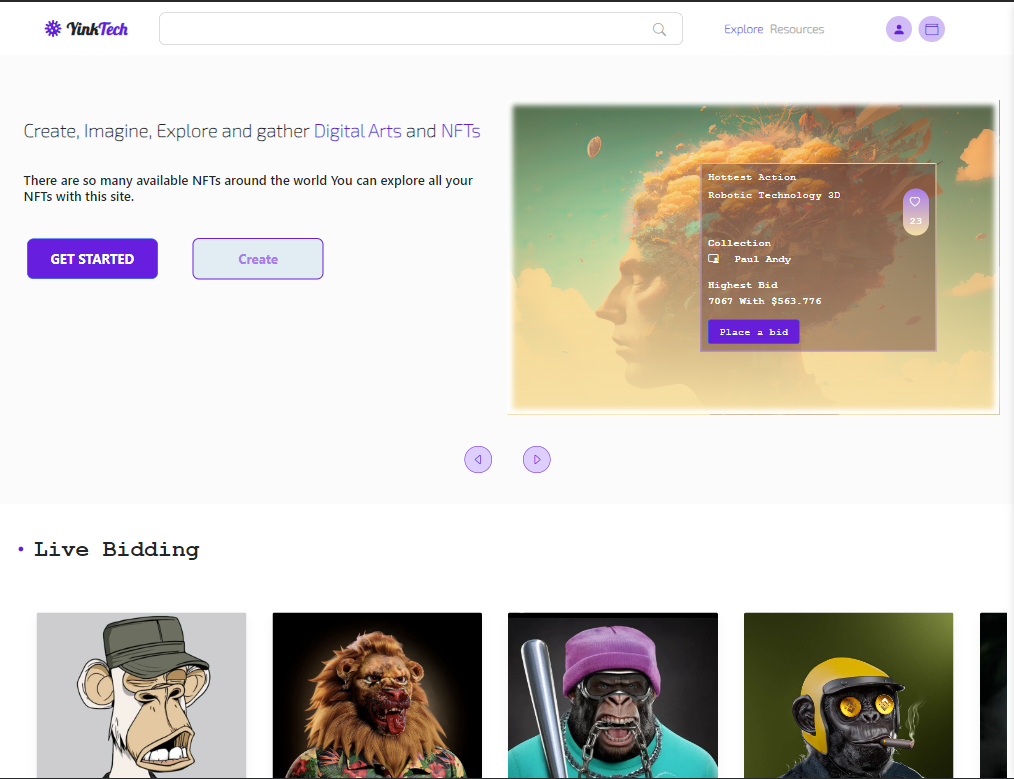 YinkTech
Explore Resources
Create, Imagine, Explore and gather Digital Arts and NFTs
There are so many available NFTs around the world You can explore all your
NFTs with this site.
GET STARTED
Create
Hottest Action
Robotic Technology 3D
23
Collection
Paul Andy
Highest Bid
7067 With $563.776
Place a bid
Live Bidding